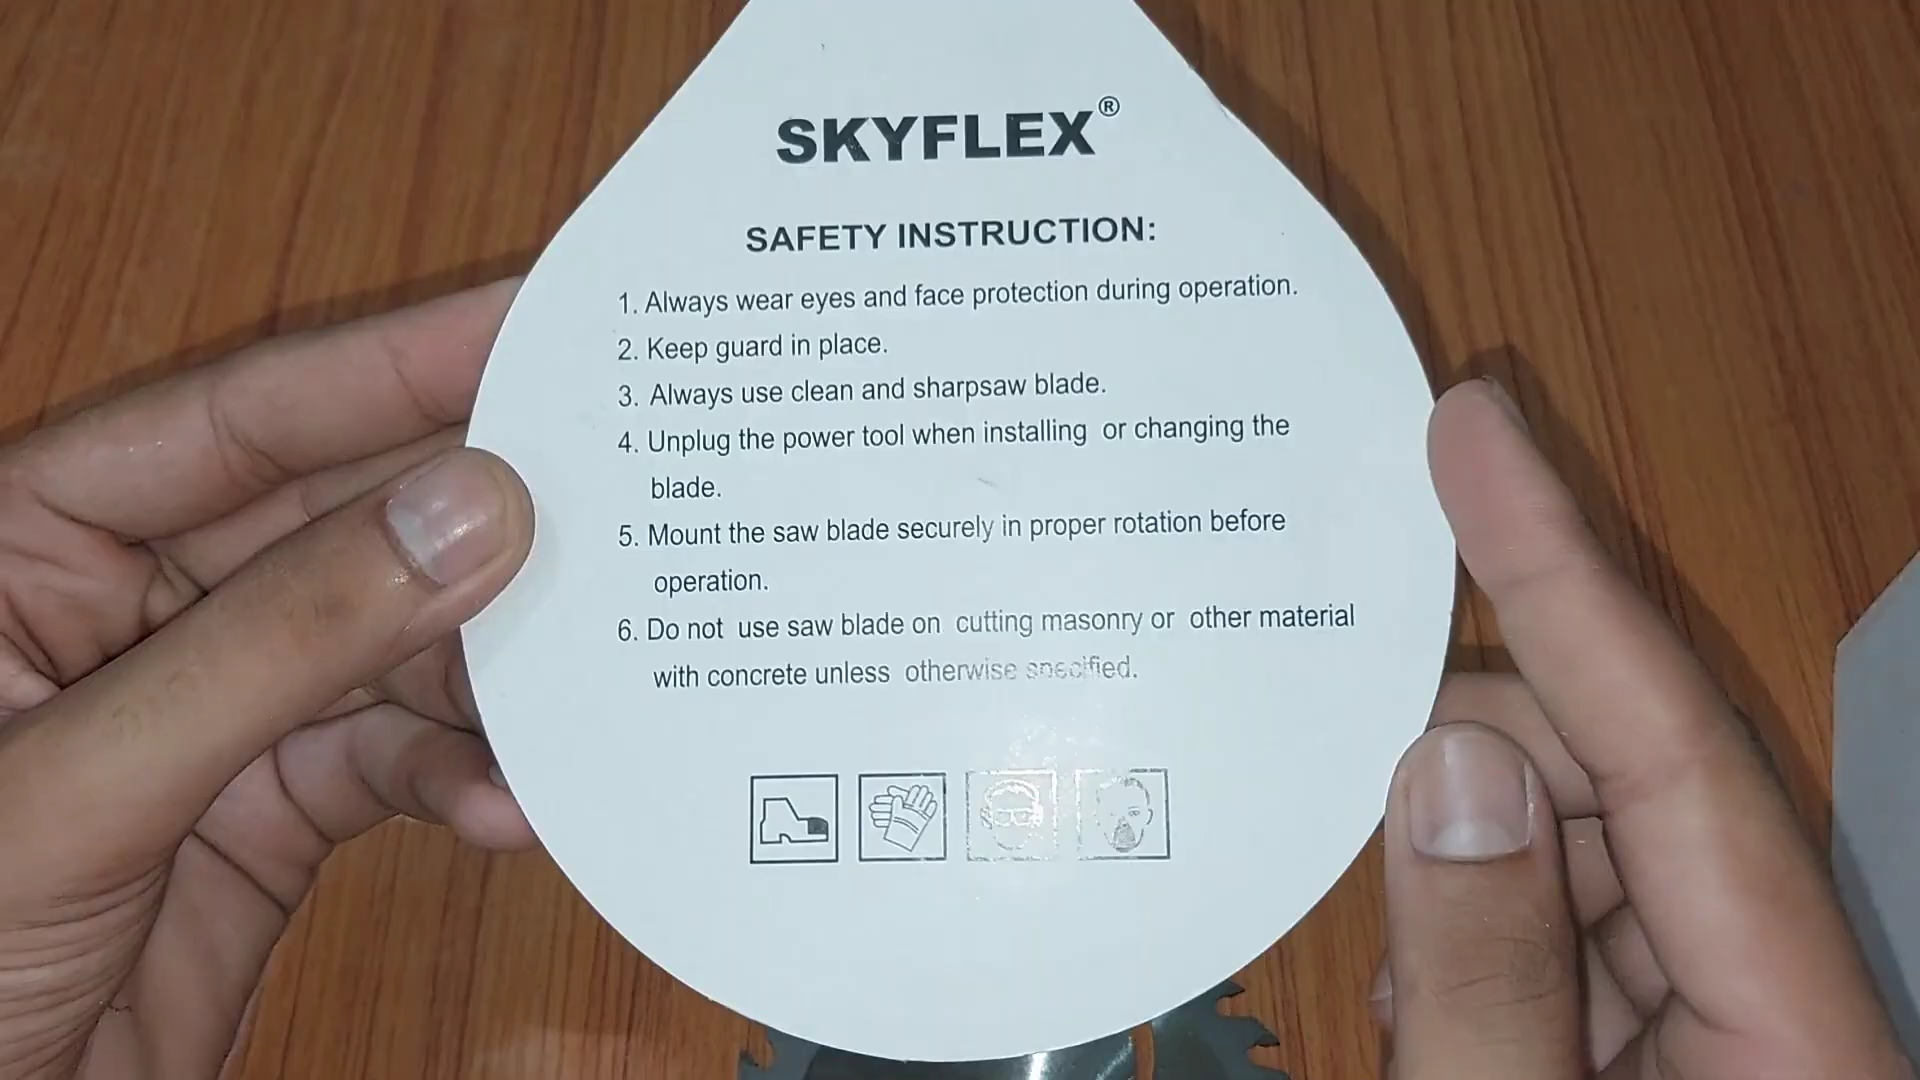 SKYFLEX®
SAFETY INSTRUCTION:
1. Always wear eyes and face protection during operation.
2. Keep guard in place.
3. Always use clean and sharpsaw blade.
4. Unplug the power tool when installing or changing the
blade.
5. Mount the saw blade securely in proper rotation before
operation.
6. Do not use saw blade on cutting masonry or other material
with concrete unless otherwise specified.